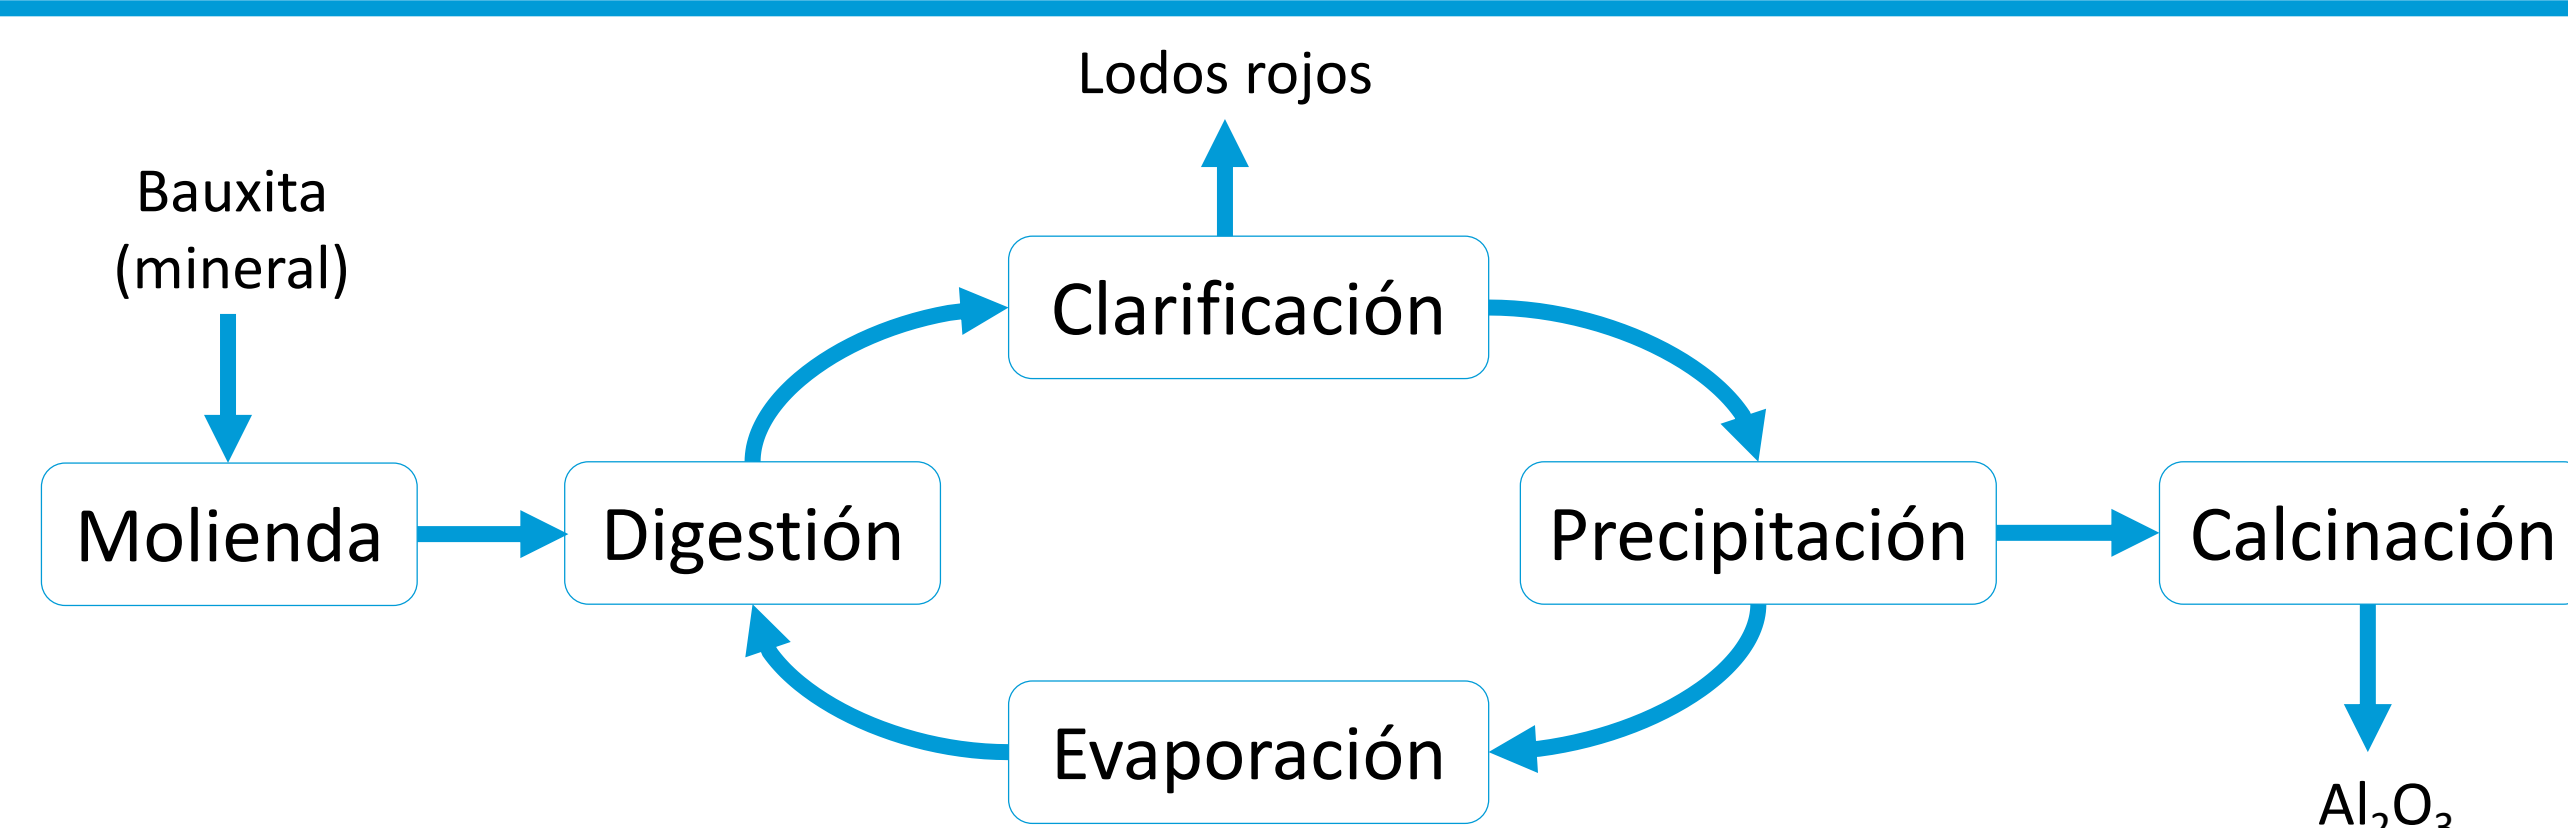 Lodos rojos
Bauxita
(mineral)
Clarificación
Molienda
Digestión
Precipitación
Calcinación
Evaporación
Al₂O₃